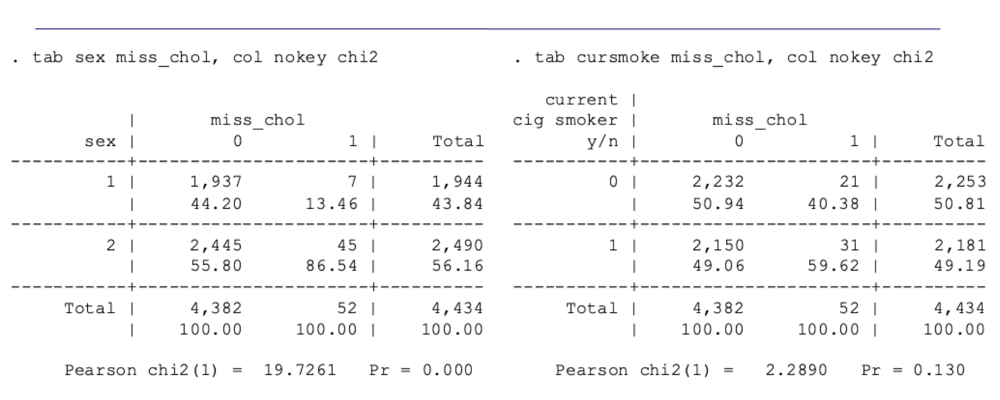 . tab sex miss_chol, col nokey chi2
           |      miss_chol
       sex |         0          1 |     Total
-----------+----------------------+----------
         1 |     1,937          7 |     1,944
           |     44.20      13.46 |     43.84
-----------+----------------------+----------
         2 |     2,445         45 |     2,490
           |     55.80      86.54 |     56.16
-----------+----------------------+----------
     Total |     4,382         52 |     4,434
           |    100.00     100.00 |    100.00
     Pearson chi2(1) =  19.7261   Pr = 0.000
. tab cursmoke miss_chol, col nokey chi2
   current |
cig smoker |      miss_chol
       y/n |         0          1 |     Total
-----------+----------------------+----------
         0 |     2,232         21 |     2,253
           |     50.94      40.38 |     50.81
-----------+----------------------+----------
         1 |     2,150         31 |     2,181
           |     49.06      59.62 |     49.19
-----------+----------------------+----------
     Total |     4,382         52 |     4,434
           |    100.00     100.00 |    100.00
    Pearson chi2(1) =   2.2890   Pr = 0.130